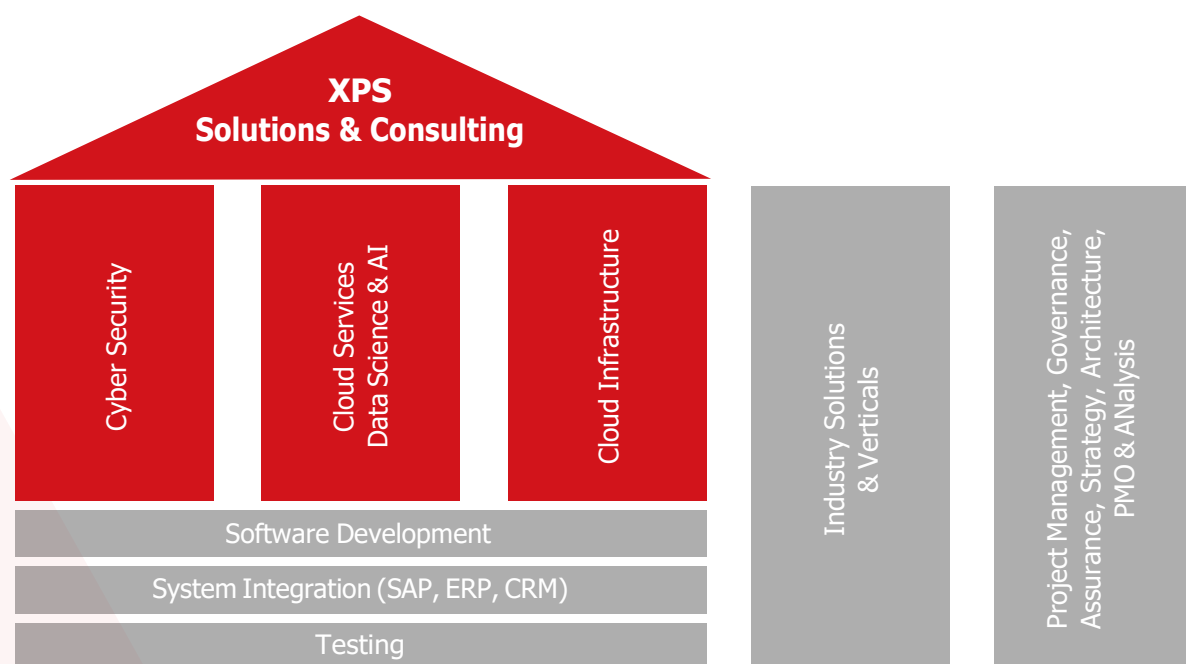 XPS
Solutions & Consulting
Cyber Security
Cloud Services
Data Science & AI
Cloud Infrastructure
Industry Solutions
& Verticals
Project Management, Governance,
Assurance, Strategy, Architecture,
PMO & ANalysis
Software Development
System Integration (SAP, ERP, CRM)
Testing